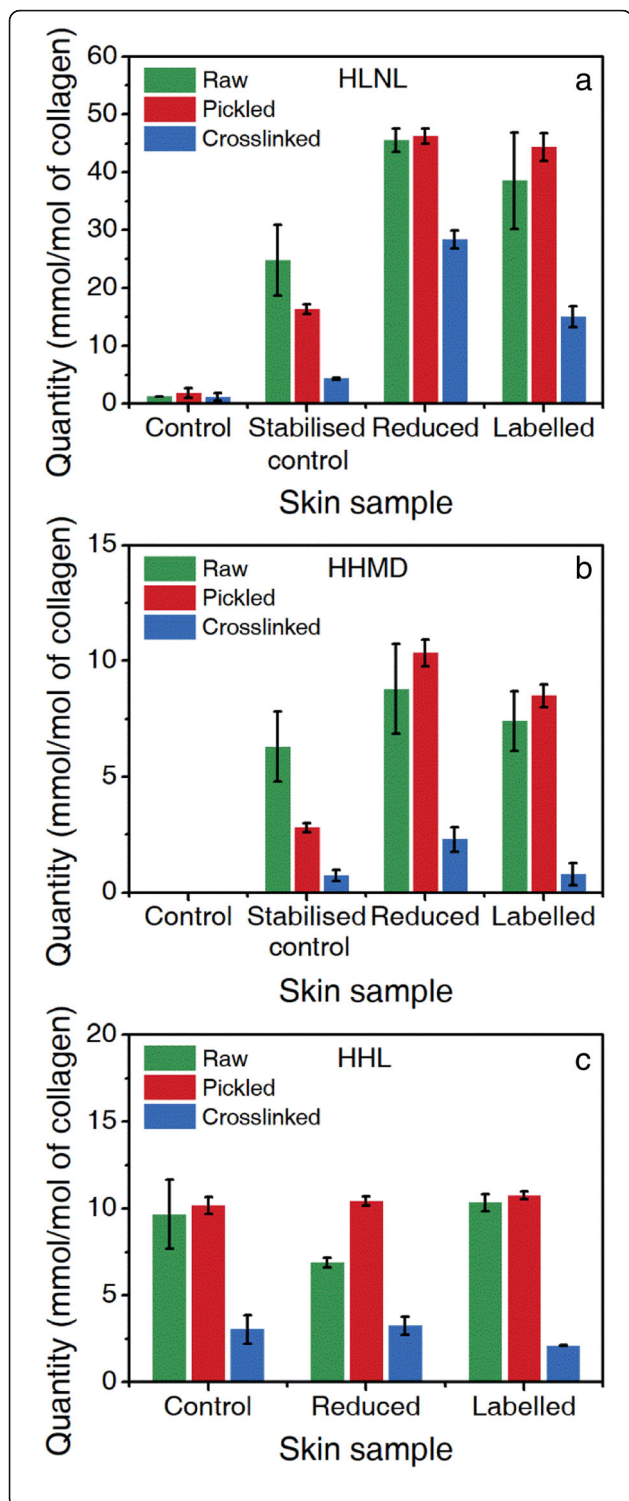 HLNL
a
Raw
Pickled
Crosslinked
Quantity (mmol/mol of collagen)
60
50
40
30
20
10
0
Control
Stabilised control
Reduced
Labelled
Skin sample
HHMD
b
Raw
Pickled
Crosslinked
Quantity (mmol/mol of collagen)
15
10
5
0
Control
Stabilised control
Reduced
Labelled
Skin sample
HHL
c
Raw
Pickled
Crosslinked
Quantity (mmol/mol of collagen)
20
15
10
5
0
Control
Reduced
Labelled
Skin sample